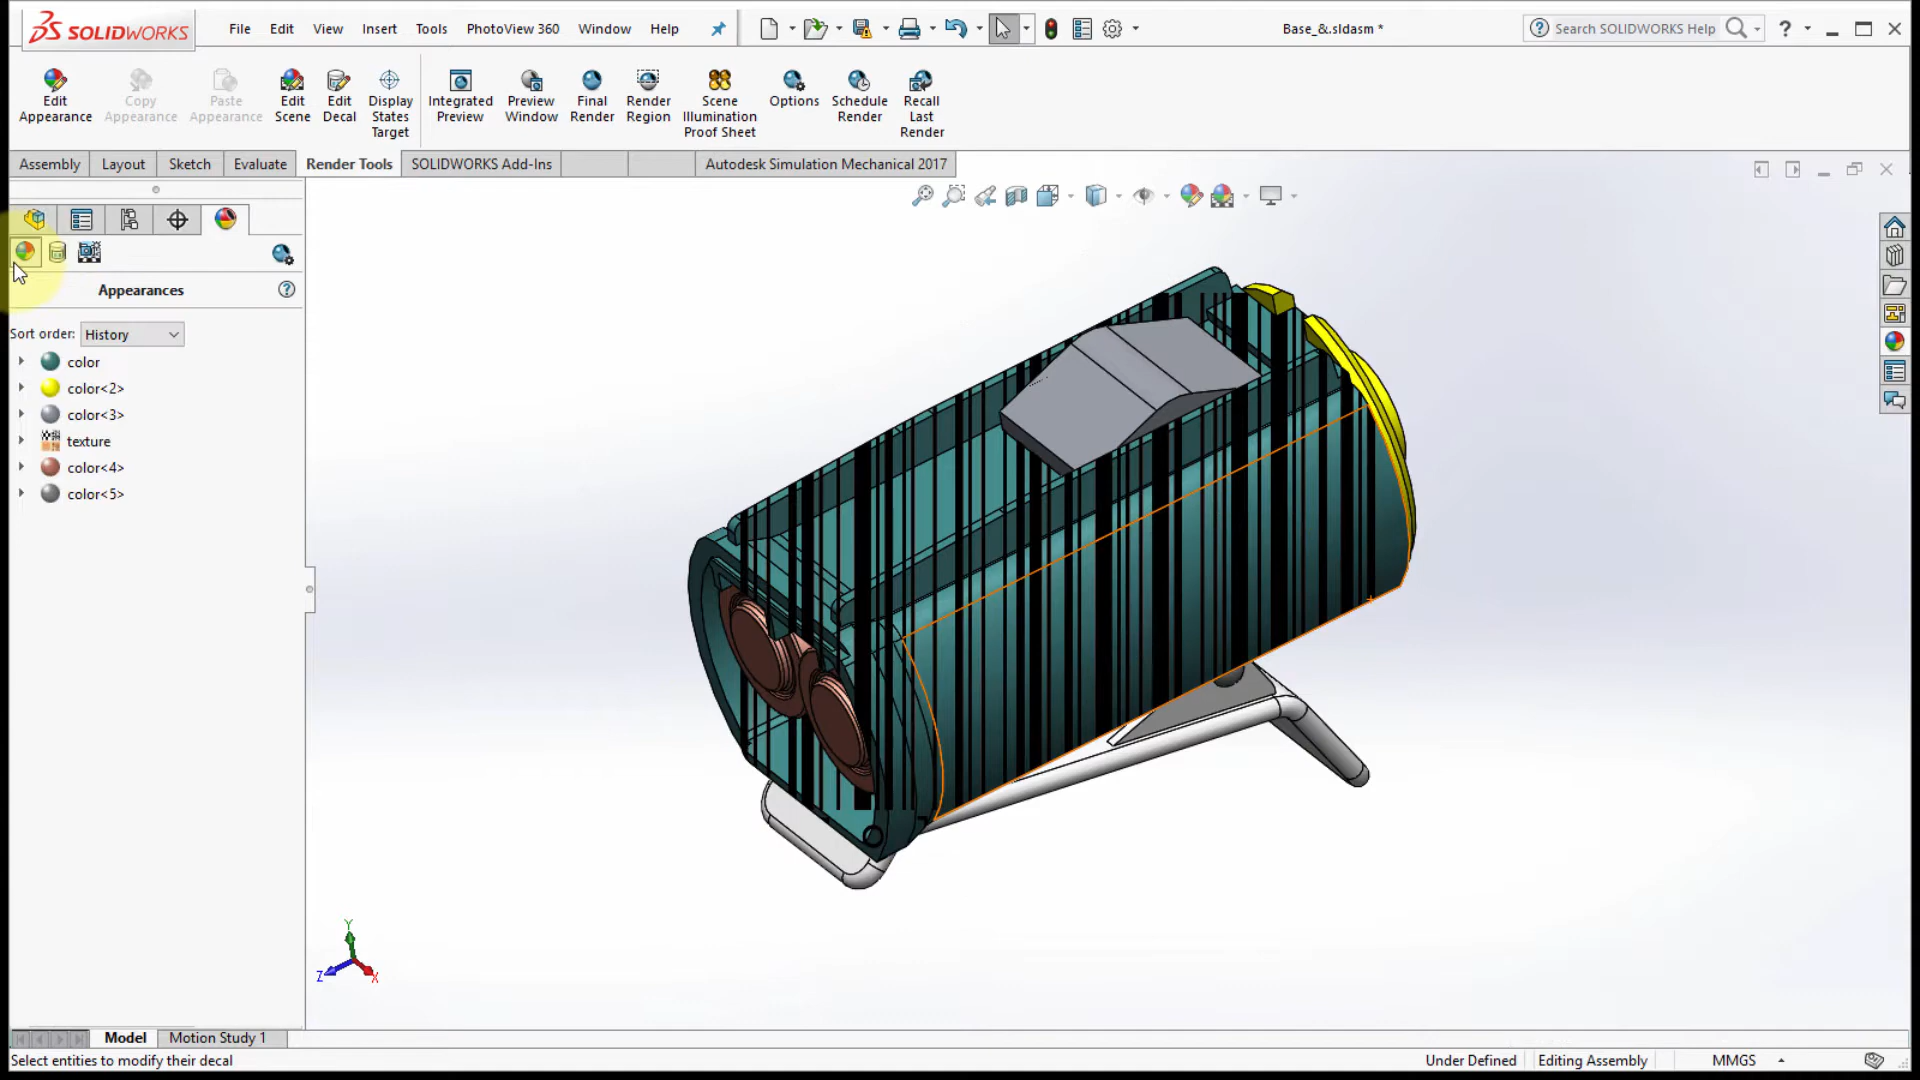 SOLIDWORKS File Edit View Insert Tools PhotoView 360 Window Help Base_&.sldasm * Search SOLIDWORKS Help ?
Edit Appearance
Copy Appearance
Paste Appearance
Edit Scene
Edit Decal
Display States Target
Integrated Preview
Preview Window
Final Render
Render Region
Scene Illumination Proof Sheet
Options
Schedule Render
Recall Last Render
Assembly Layout Sketch Evaluate Render Tools SOLIDWORKS Add-Ins Autodesk Simulation Mechanical 2017
Appearances ?
Sort order: History
color
color<2>
color<3>
texture
color<4>
color<5>
Y
Z X
Model Motion Study 1
Select entities to modify their decal Under Defined Editing Assembly MMGS